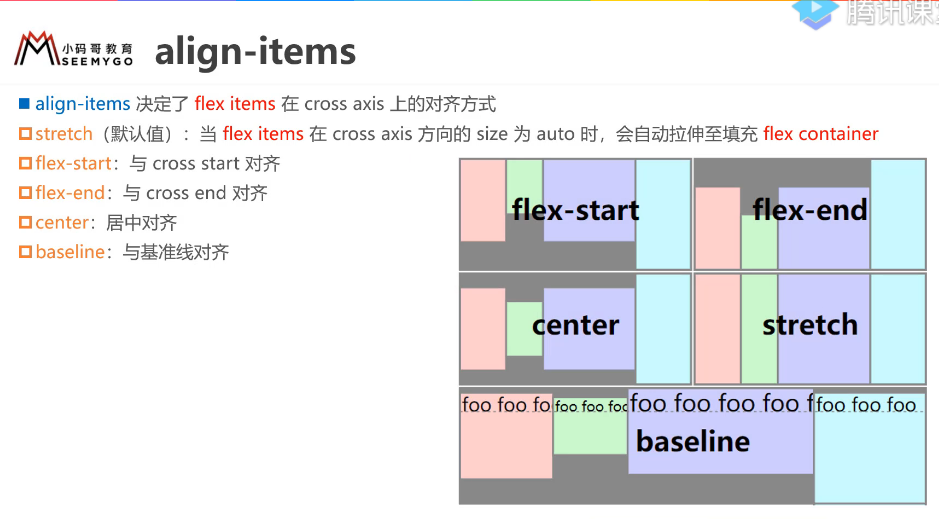 腾讯课堂
小码哥教育
SEEMYGO
align-items
align-items 决定了 flex items 在 cross axis 上的对齐方式
stretch（默认值）：当 flex items 在 cross axis 方向的 size 为 auto 时，会自动拉伸至填充 flex container
flex-start：与 cross start 对齐
flex-end：与 cross end 对齐
center：居中对齐
baseline：与基准线对齐
flex-start
flex-end
center
stretch
foo foo fo
foo foo foo
foo foo foo foo f
foo foo foo
baseline